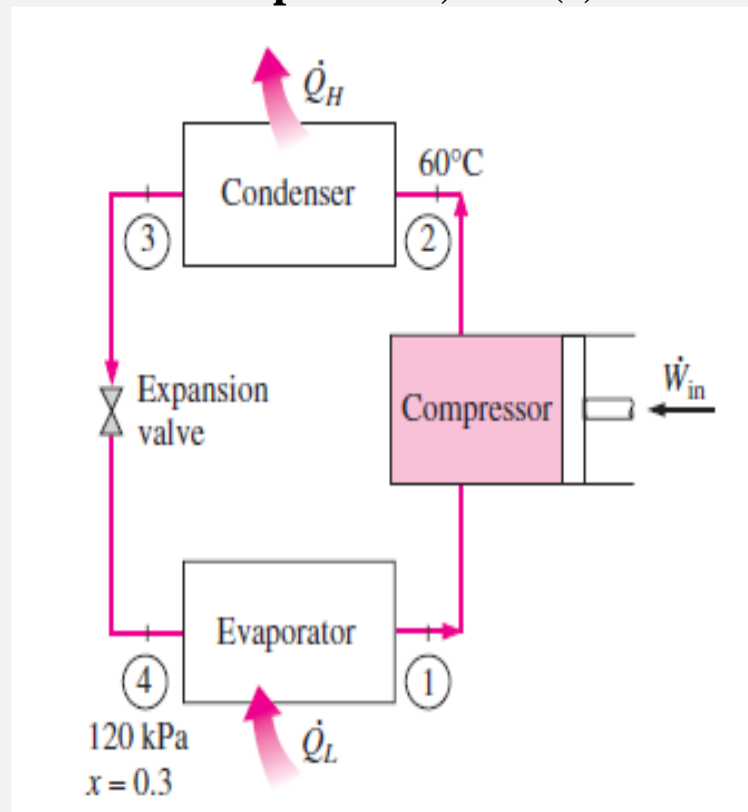 Q̇H
60°C
Condenser
3
2
Expansion
valve
Compressor
Ẇin
Evaporator
4
1
120 kPa
x = 0.3
Q̇L